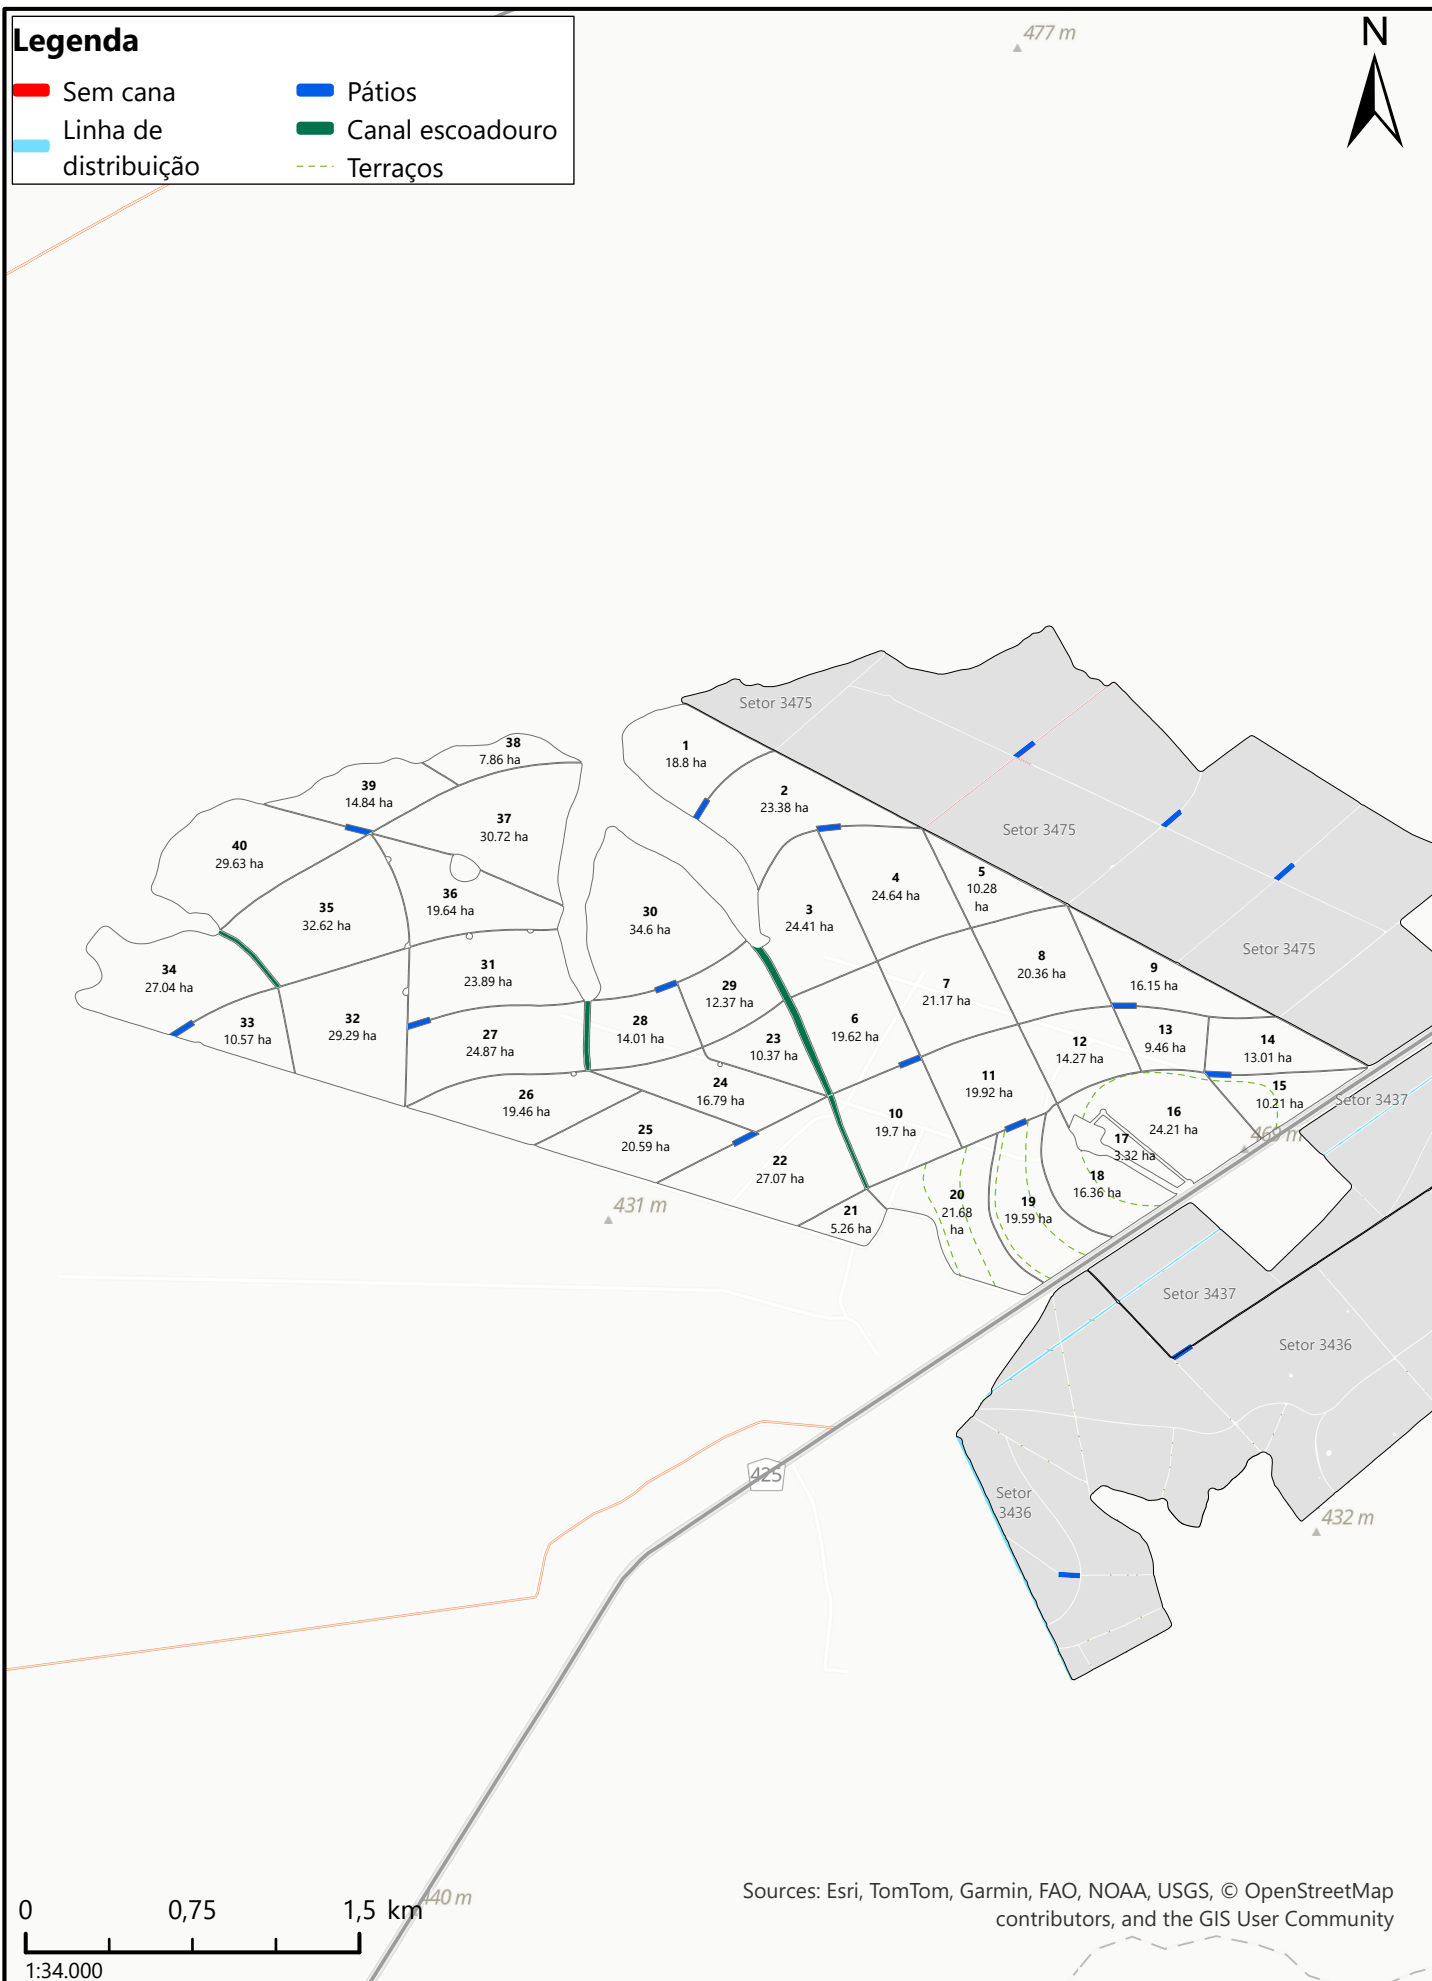 Legenda
Sem cana
Linha de
distribuição
Pátios
Canal escoadouro
Terraços
N
477 m
Setor 3475
38
7.86 ha
1
18.8 ha
39
14.84 ha
2
23.38 ha
37
30.72 ha
Setor 3475
40
29.63 ha
4
24.64 ha
5
10.28
ha
36
19.64 ha
35
32.62 ha
30
34.6 ha
3
24.41 ha
Setor 3475
34
27.04 ha
31
23.89 ha
8
20.36 ha
9
16.15 ha
29
12.37 ha
7
21.17 ha
33
10.57 ha
32
29.29 ha
27
24.87 ha
28
14.01 ha
23
10.37 ha
6
19.62 ha
12
14.27 ha
13
9.46 ha
14
13.01 ha
26
19.46 ha
24
16.79 ha
11
19.92 ha
15
10.21 ha
Setor 3437
25
20.59 ha
10
19.7 ha
16
24.21 ha
17
3.32 ha
469 m
22
27.07 ha
18
16.36 ha
431 m
21
5.26 ha
20
21.68
ha
19
19.59 ha
Setor 3437
Setor 3436
425
Setor
3436
432 m
440 m
0 0,75 1,5 km
1:34.000
Sources: Esri, TomTom, Garmin, FAO, NOAA, USGS, © OpenStreetMap
contributors, and the GIS User Community